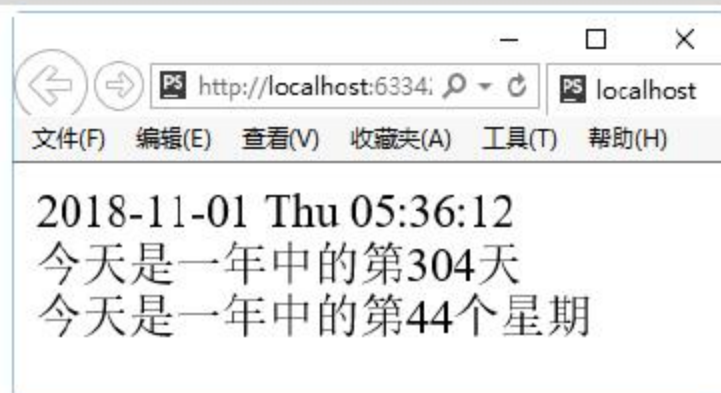 PS http://localhost:6334 PS localhost
文件(F) 编辑(E) 查看(V) 收藏夹(A) 工具(T) 帮助(H)
2018-11-01 Thu 05:36:12
今天是一年中的第304天
今天是一年中的第44个星期